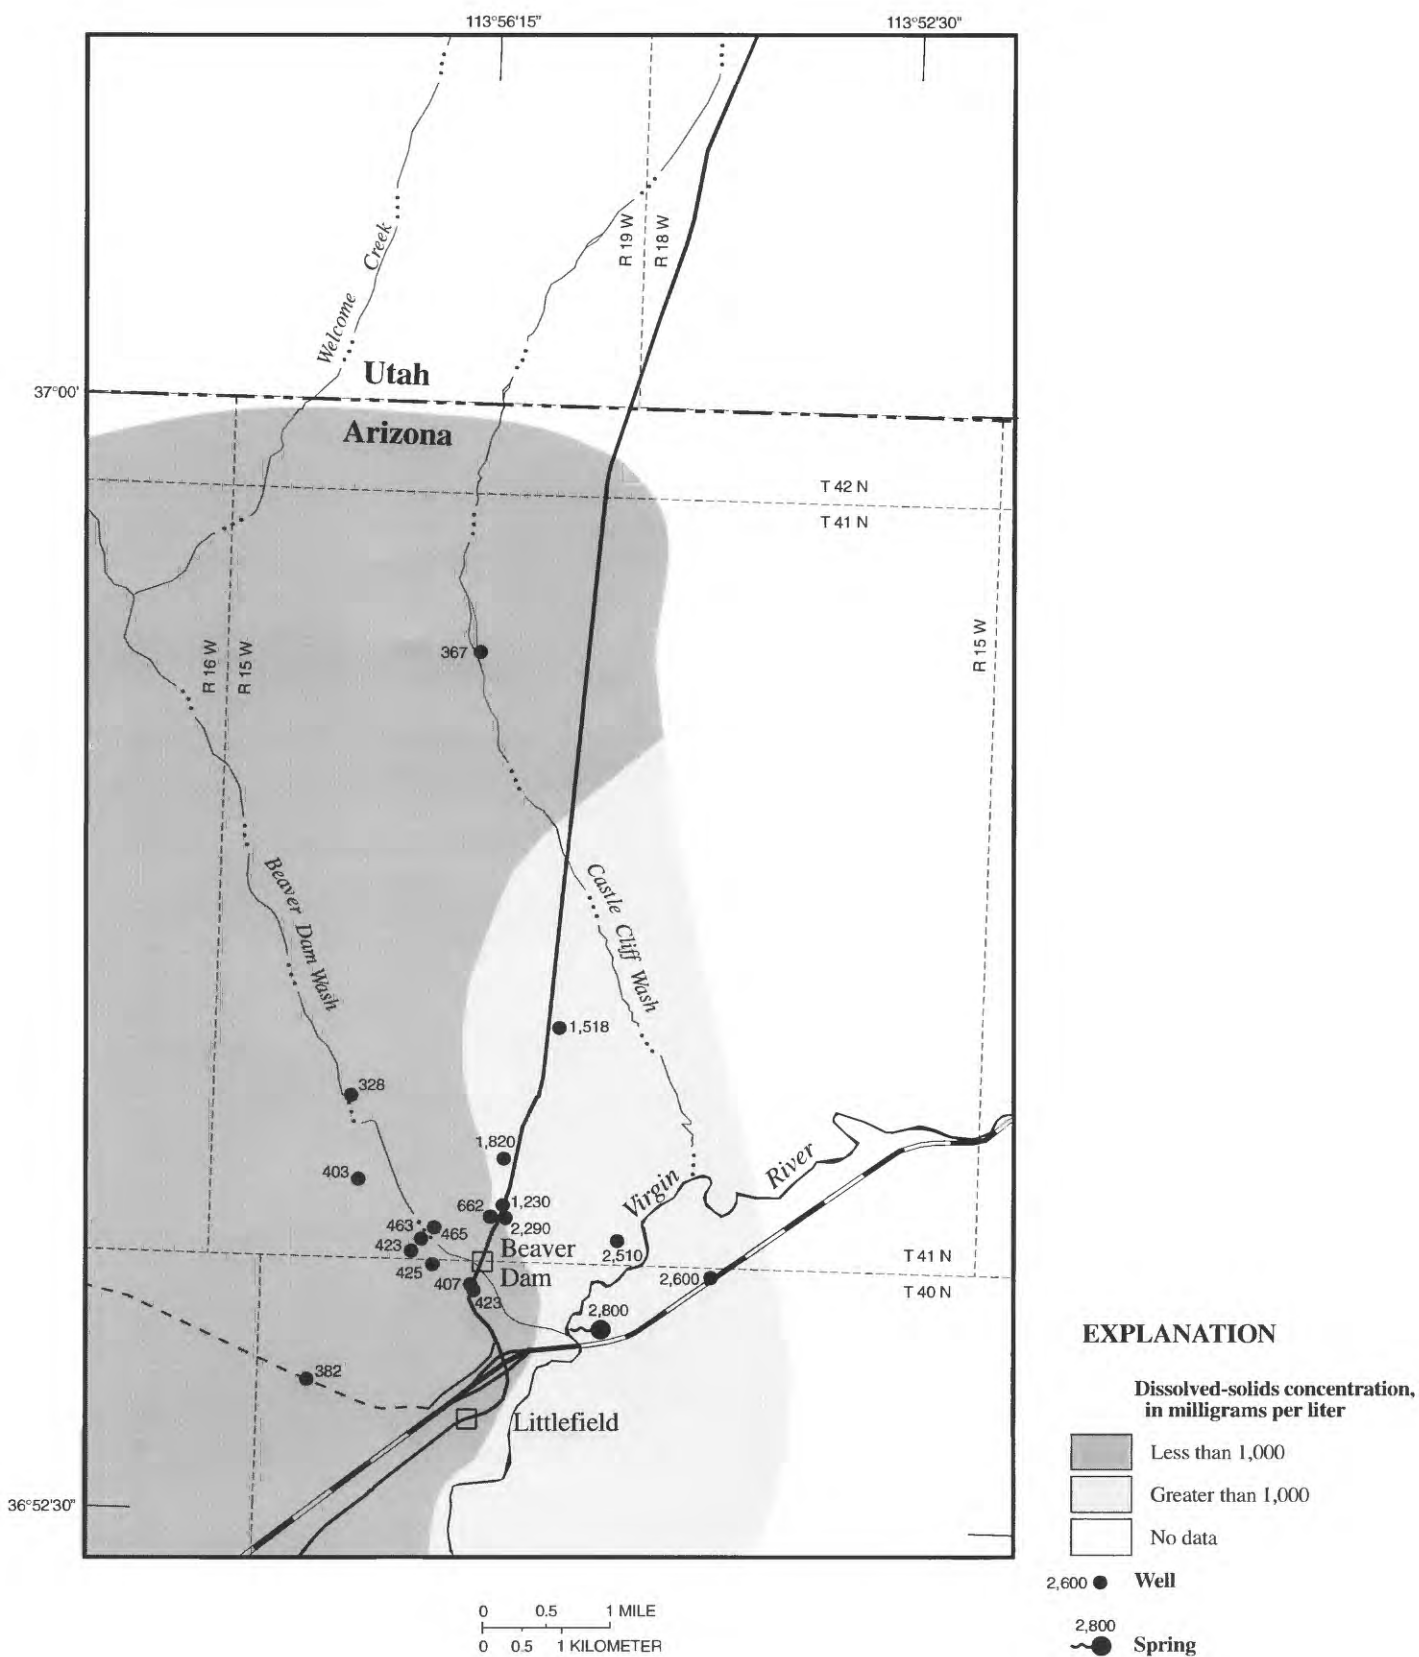 113°56'15"
113°52'30"
R 19 W
R 18 W
Welcome Creek
Utah
37°00'
Arizona
T 42 N
T 41 N
R 16 W
R 15 W
R 15 W
367
Beaver Dam Wash
Castle Cliff Wash
1,518
328
1,820
403
Virgin River
1,230
662
2,290
463
465
423
2,510
Beaver
Dam
T 41 N
425
407
2,600
423
T 40 N
2,800
382
Littlefield
36°52'30"
EXPLANATION
Dissolved-solids concentration,
in milligrams per liter
Less than 1,000
Greater than 1,000
No data
2,600 Well
2,800
Spring
0 0.5 1 MILE
0 0.5 1 KILOMETER